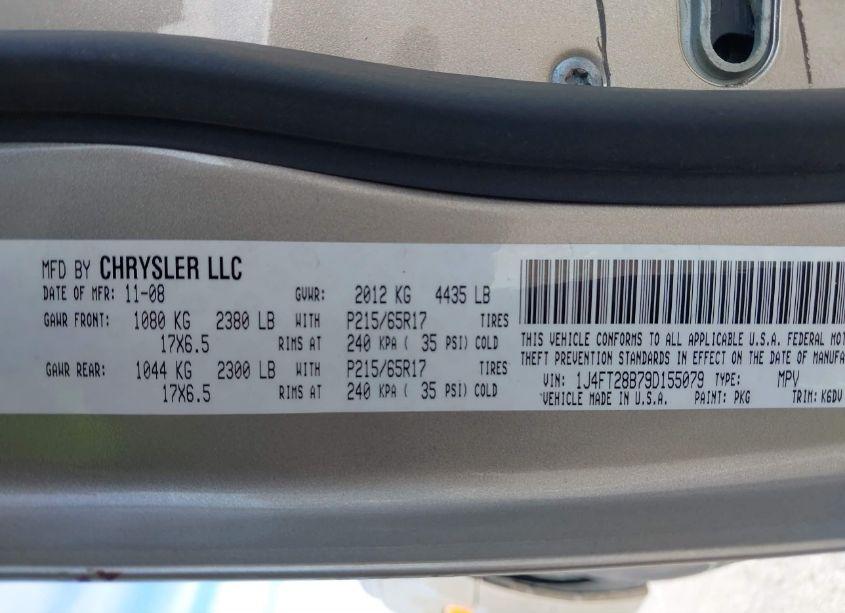 MFD BY CHRYSLER LLC
DATE OF MFR: 11-08 GVWR: 2012 KG 4435 LB
GAWR FRONT: 1080 KG 2380 LB WITH P215/65R17 TIRES
17X6.5 RIMS AT 240 KPA ( 35 PSI) COLD
GAWR REAR: 1044 KG 2300 LB WITH P215/65R17 TIRES
17X6.5 RIMS AT 240 KPA ( 35 PSI) COLD
THIS VEHICLE CONFORMS TO ALL APPLICABLE U.S.A. FEDERAL MOT
THEFT PREVENTION STANDARDS IN EFFECT ON THE DATE OF MANUFA
VIN: 1J4FT28B79D155079 TYPE: MPV
VEHICLE MADE IN U.S.A. PAINT: PKG TRIM: K6DV